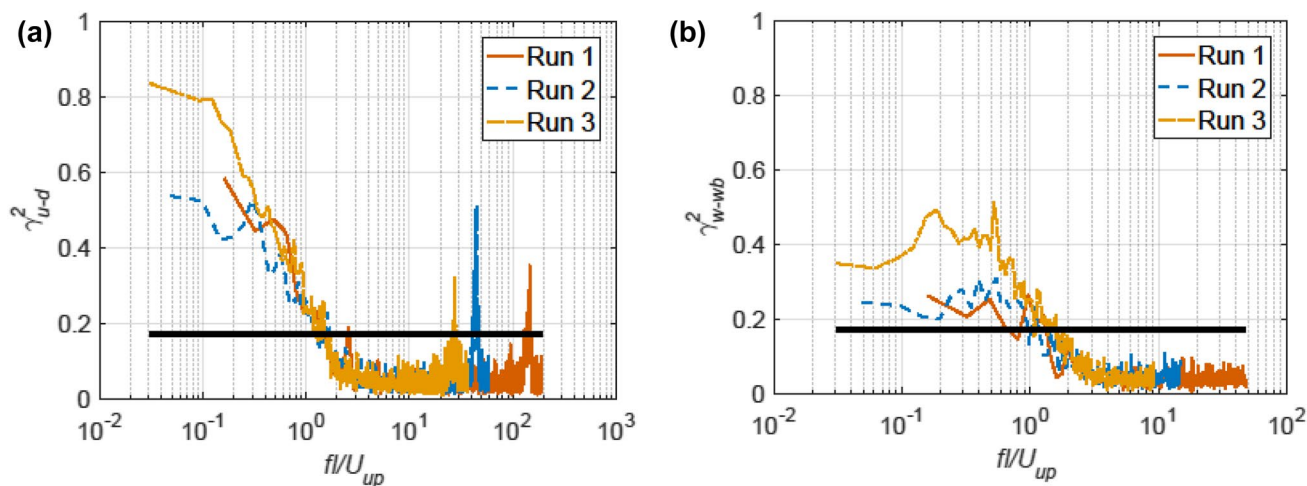 (a)
1
0.8
0.6
0.4
0.2
0
γ²u-d
10⁻² 10⁻¹ 10⁰ 10¹ 10² 10³
fl/Uup
Run 1
Run 2
Run 3
(b)
1
0.8
0.6
0.4
0.2
0
γ²w-wb
10⁻² 10⁻¹ 10⁰ 10¹ 10²
fl/Uup
Run 1
Run 2
Run 3